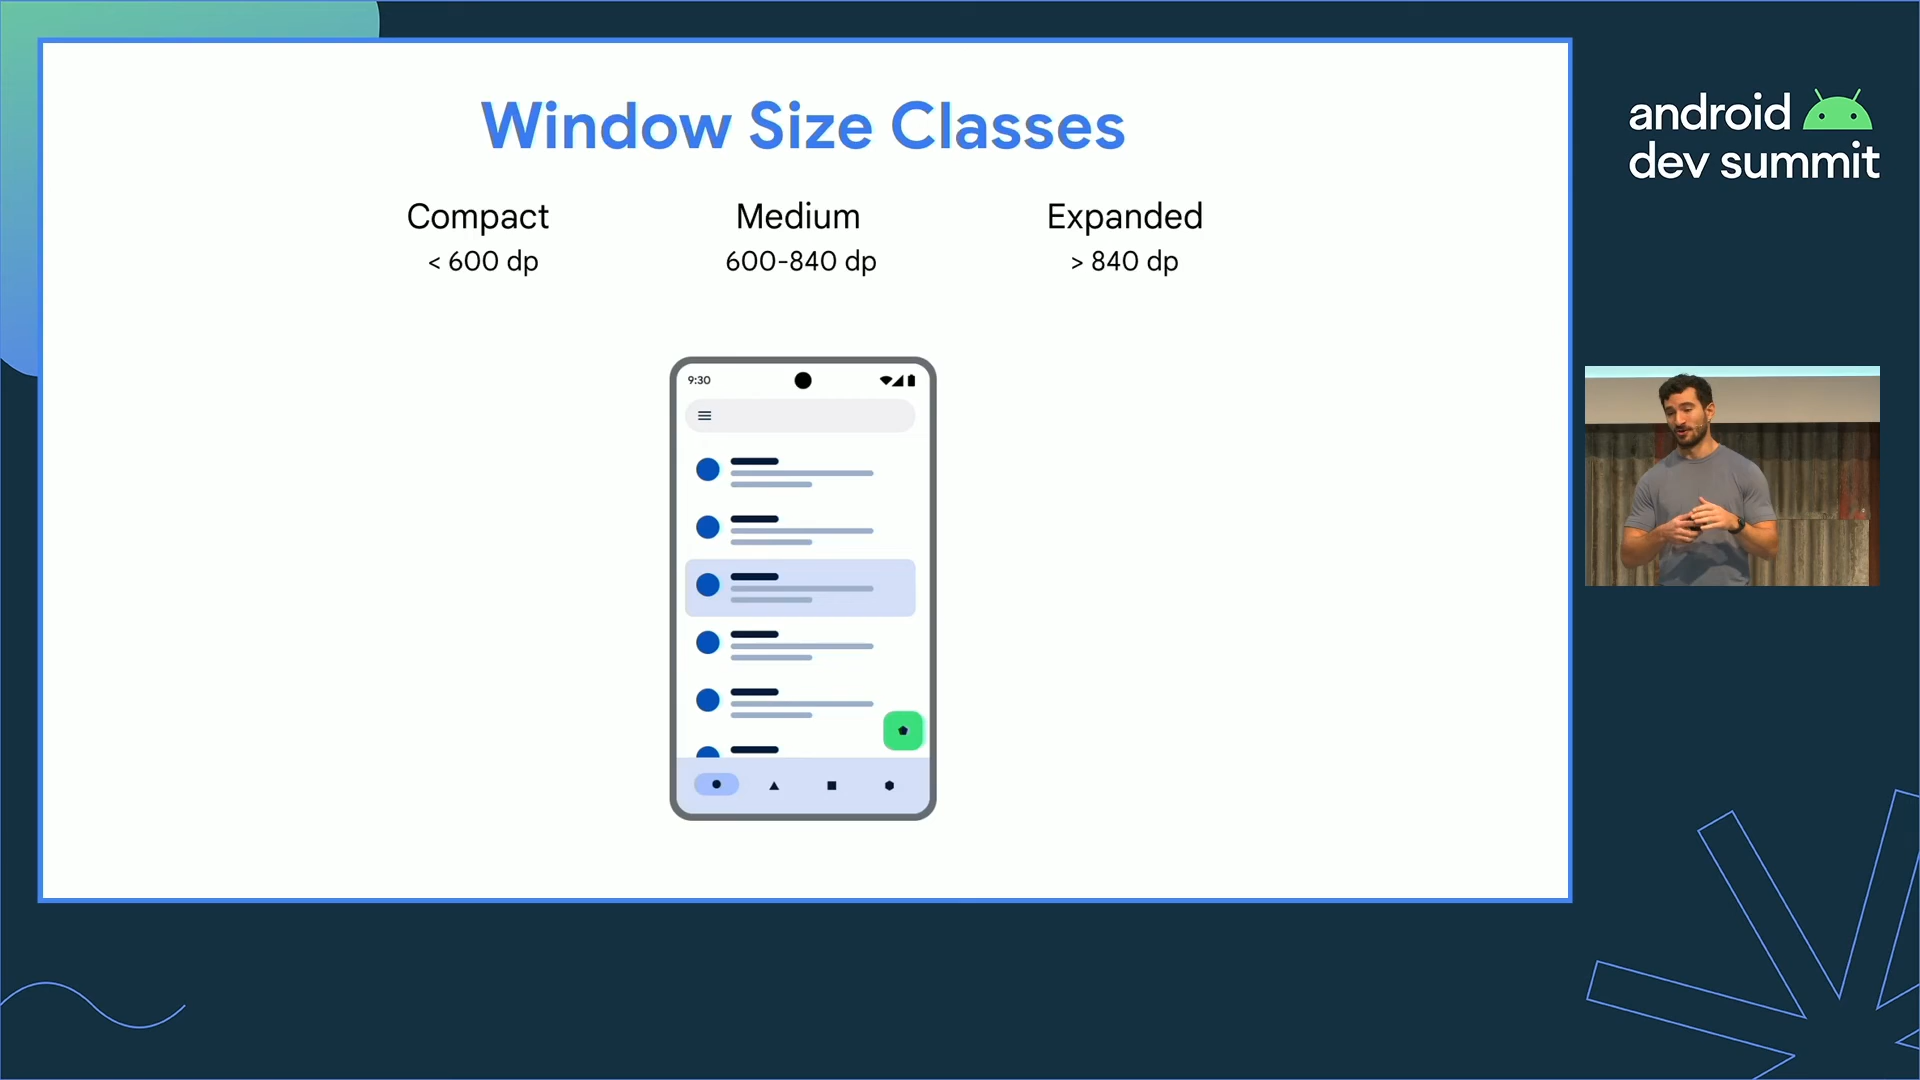 Window Size Classes
Compact
Medium
Expanded
< 600 dp
600-840 dp
> 840 dp
9:30
android
dev summit